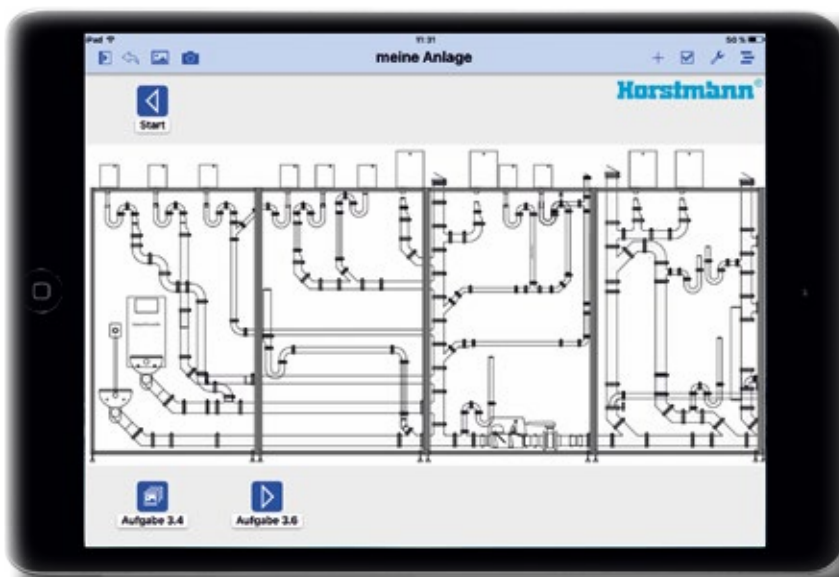 iPad
11:31
50 %
meine Anlage
Horstmann®
Start
Aufgabe 3.4
Aufgabe 3.6